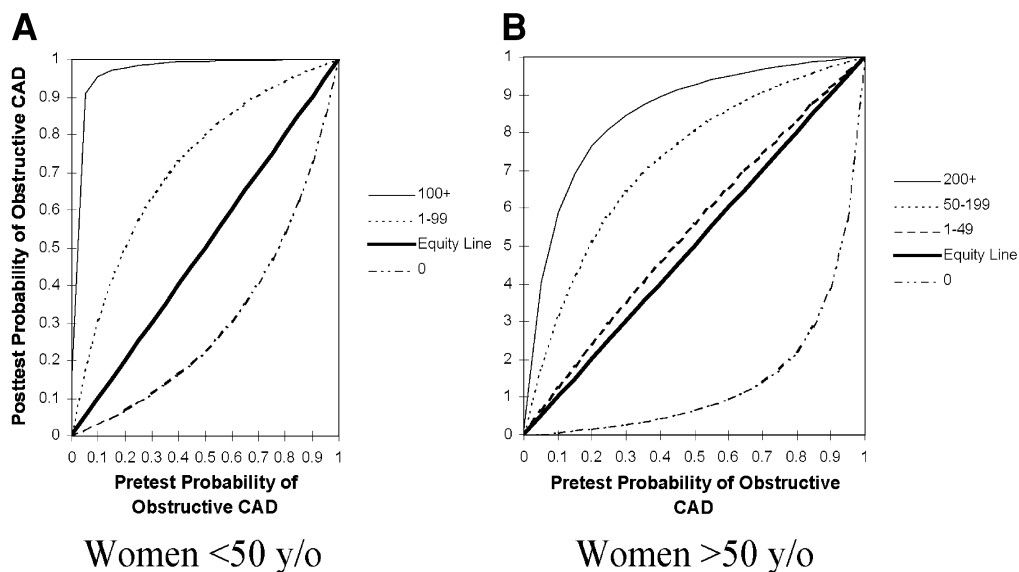 A
Posttest Probability of Obstructive CAD
1
0.9
0.8
0.7
0.6
0.5
0.4
0.3
0.2
0.1
0
0 0.1 0.2 0.3 0.4 0.5 0.6 0.7 0.8 0.9 1
Pretest Probability of
Obstructive CAD
100+
1-99
Equity Line
0
Women <50 y/o
B
1
9
8
7
6
5
4
3
2
1
0
0 0.1 0.2 0.3 0.4 0.5 0.6 0.7 0.8 0.9 1
Pretest Probability of Obstructive
CAD
200+
50-199
1-49
Equity Line
0
Women >50 y/o